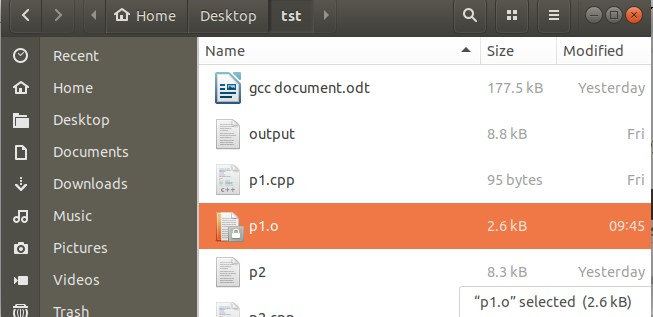 Home Desktop tst
Name Size Modified
Recent
Home
Desktop
Documents
Downloads
Music
Pictures
Videos
Trash
gcc document.odt 177.5 kB Yesterday
output 8.8 kB Fri
p1.cpp 95 bytes Fri
p1.o 2.6 kB 09:45
p2 8.3 kB Yesterday
p2.cpp
"p1.o" selected (2.6 kB)